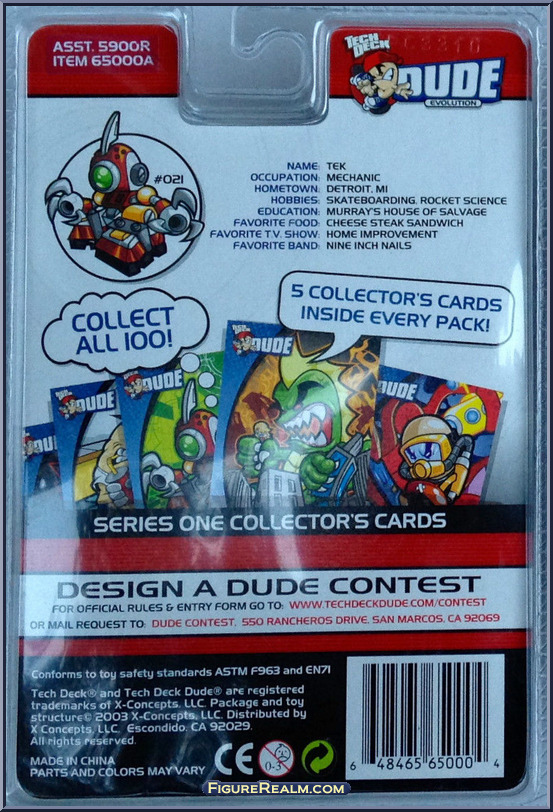 ASST. 5900R
ITEM 65000A
TECH DECK
DUDE
EVOLUTION
#021
NAME: TEK
OCCUPATION: MECHANIC
HOMETOWN: DETROIT, MI
HOBBIES: SKATEBOARDING, ROCKET SCIENCE
EDUCATION: MURRAY'S HOUSE OF SALVAGE
FAVORITE FOOD: CHEESE STEAK SANDWICH
FAVORITE T.V. SHOW: HOME IMPROVEMENT
FAVORITE BAND: NINE INCH NAILS
5 COLLECTOR'S CARDS
INSIDE EVERY PACK!
COLLECT
ALL 100!
TECH DECK
DUDE
DUDE
DUDE
DUDE
SERIES ONE COLLECTOR'S CARDS
DESIGN A DUDE CONTEST
FOR OFFICIAL RULES & ENTRY FORM GO TO: WWW.TECHDECKDUDE.COM/CONTEST
OR MAIL REQUEST TO: DUDE CONTEST, 550 RANCHEROS DRIVE, SAN MARCOS, CA 92069
Conforms to toy safety standards ASTM F963 and EN71
Tech Deck® and Tech Deck Dude® are registered
trademarks of X-Concepts, LLC. Package and toy
structure© 2003 X-Concepts, LLC. Distributed by
X Concepts, LLC. Escondido, CA 92029.
All rights reserved.
MADE IN CHINA
PARTS AND COLORS MAY VARY
CE
0-3
6 48465 65000 4
FIGUREREALM.COM